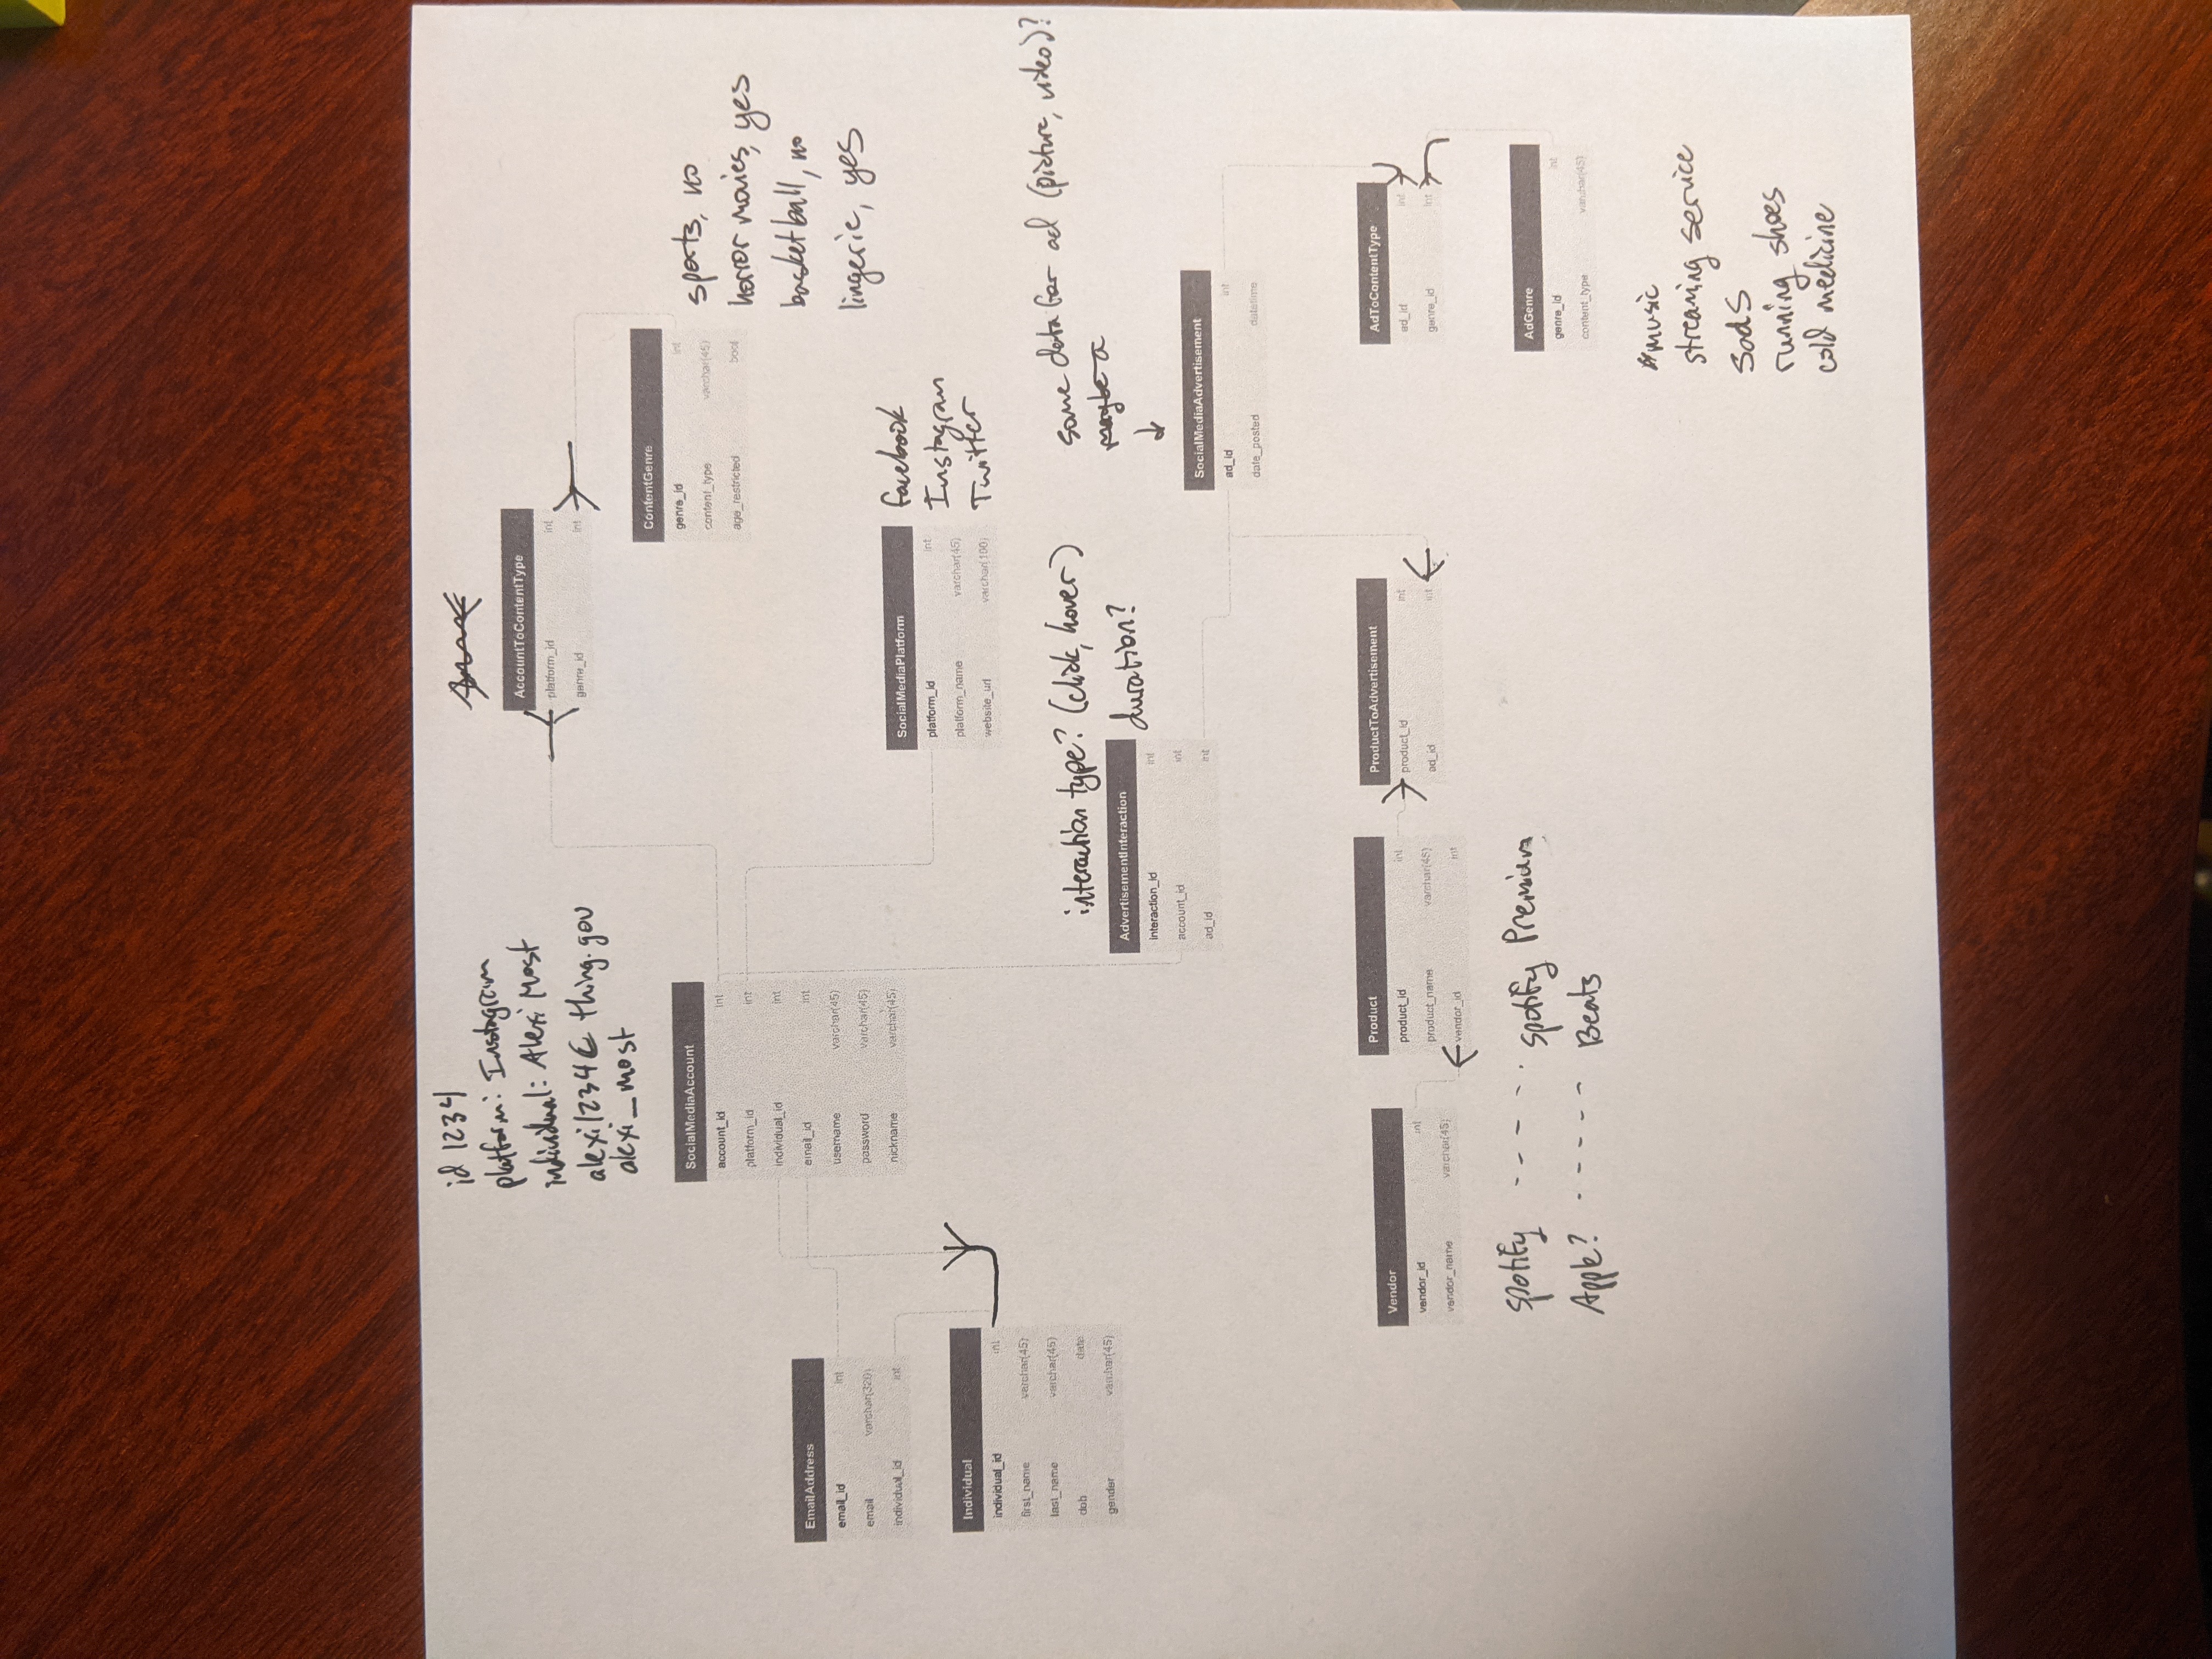 id 1234
platform: Instagram
individual: Alexi Most
alexi1234@ thing.gov
alexi_most
AccountToContentType
platform_id int
genre_id int
ContentGenre
genre_id int
content_type varchar(45)
age_restricted bool
sports, no
horror movies, yes
basketball, no
lingerie, yes
SocialMediaAccount
account_id int
platform_id int
individual_id int
email_id int
username varchar(45)
password varchar(45)
nickname varchar(45)
EmailAddress
email_id int
email varchar(320)
individual_id int
Individual
individual_id int
first_name varchar(45)
last_name varchar(45)
dob date
gender varchar(45)
SocialMediaPlatform
platform_id int
platform_name varchar(45)
website_url varchar(100)
facebook
Instagram
Twitter
interaction type? (click, hover)
duration?
AdvertisementInteraction
interaction_id int
account_id int
ad_id int
some data for ad (picture, video)?
maybe a
SocialMediaAdvertisement
ad_id int
date_posted datetime
Vendor
vendor_id int
vendor_name varchar(45)
Product
product_id int
product_name varchar(45)
vendor_id int
ProductToAdvertisement
product_id int
ad_id int
AdToContentType
ad_id int
genre_id int
spotify - - - - - spotify Premium
Apple? - - - - - Beats
AdGenre
genre_id int
content_type varchar(45)
music
streaming service
SaaS
running shoes
cold medicine